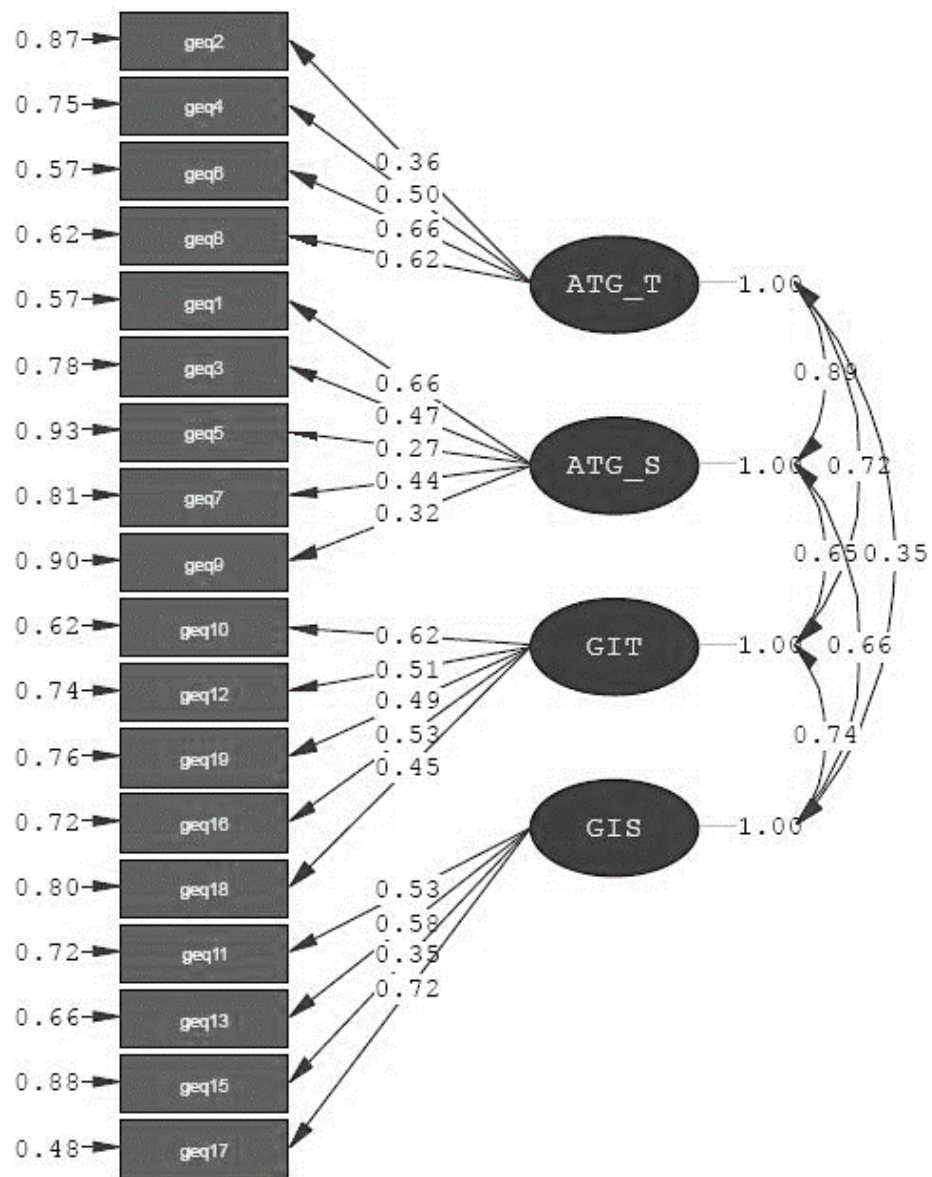 0.87 geq2
0.75 geq4
0.57 geq6
0.62 geq8
0.57 geq1
0.78 geq3
0.93 geq5
0.81 geq7
0.90 geq9
0.62 geq10
0.74 geq12
0.76 geq19
0.72 geq16
0.80 geq18
0.72 geq11
0.66 geq13
0.88 geq15
0.48 geq17
0.36
0.50
0.66
0.62
0.66
0.47
0.27
0.44
0.32
0.62
0.51
0.49
0.53
0.45
0.53
0.58
0.35
0.72
ATG_T 1.00
ATG_S 1.00
GIT 1.00
GIS 1.00
0.89
0.72
0.65
0.35
0.66
0.74